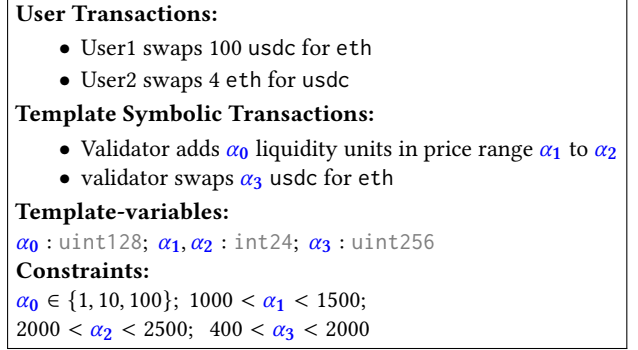 User Transactions:
• User1 swaps 100 usdc for eth
• User2 swaps 4 eth for usdc
Template Symbolic Transactions:
• Validator adds α₀ liquidity units in price range α₁ to α₂
• validator swaps α₃ usdc for eth
Template-variables:
α₀ : uint128; α₁, α₂ : int24; α₃ : uint256
Constraints:
α₀ ∈ {1, 10, 100}; 1000 < α₁ < 1500;
2000 < α₂ < 2500; 400 < α₃ < 2000